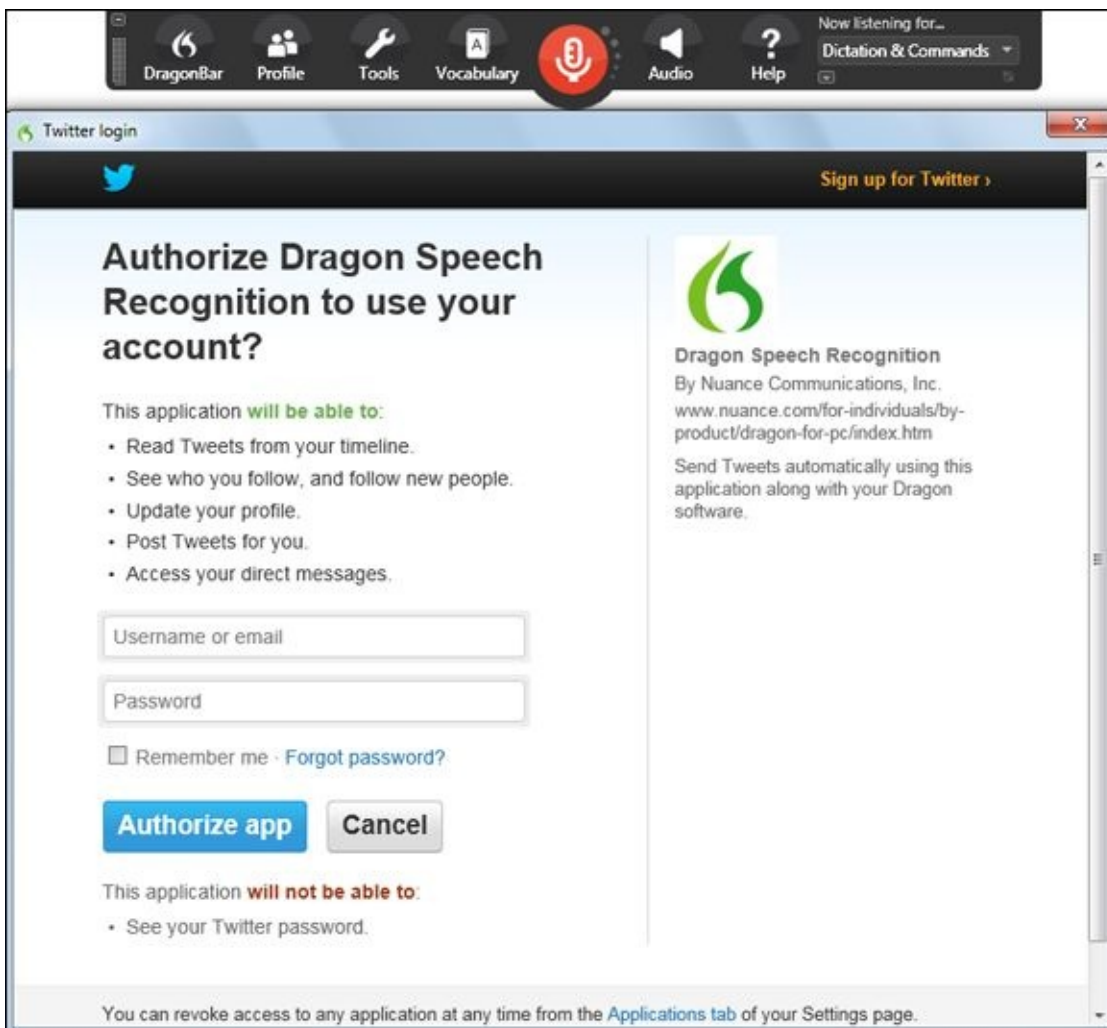 Now listening for...
DragonBar Profile Tools Vocabulary Audio Help Dictation & Commands
A
Twitter login
Sign up for Twitter ›
Authorize Dragon Speech
Recognition to use your
account?
This application will be able to:
• Read Tweets from your timeline.
• See who you follow, and follow new people.
• Update your profile.
• Post Tweets for you.
• Access your direct messages.
Username or email
Password
Remember me · Forgot password?
Authorize app Cancel
This application will not be able to:
• See your Twitter password.
Dragon Speech Recognition
By Nuance Communications, Inc.
www.nuance.com/for-individuals/by-
product/dragon-for-pc/index.htm
Send Tweets automatically using this
application along with your Dragon
software.
You can revoke access to any application at any time from the Applications tab of your Settings page.